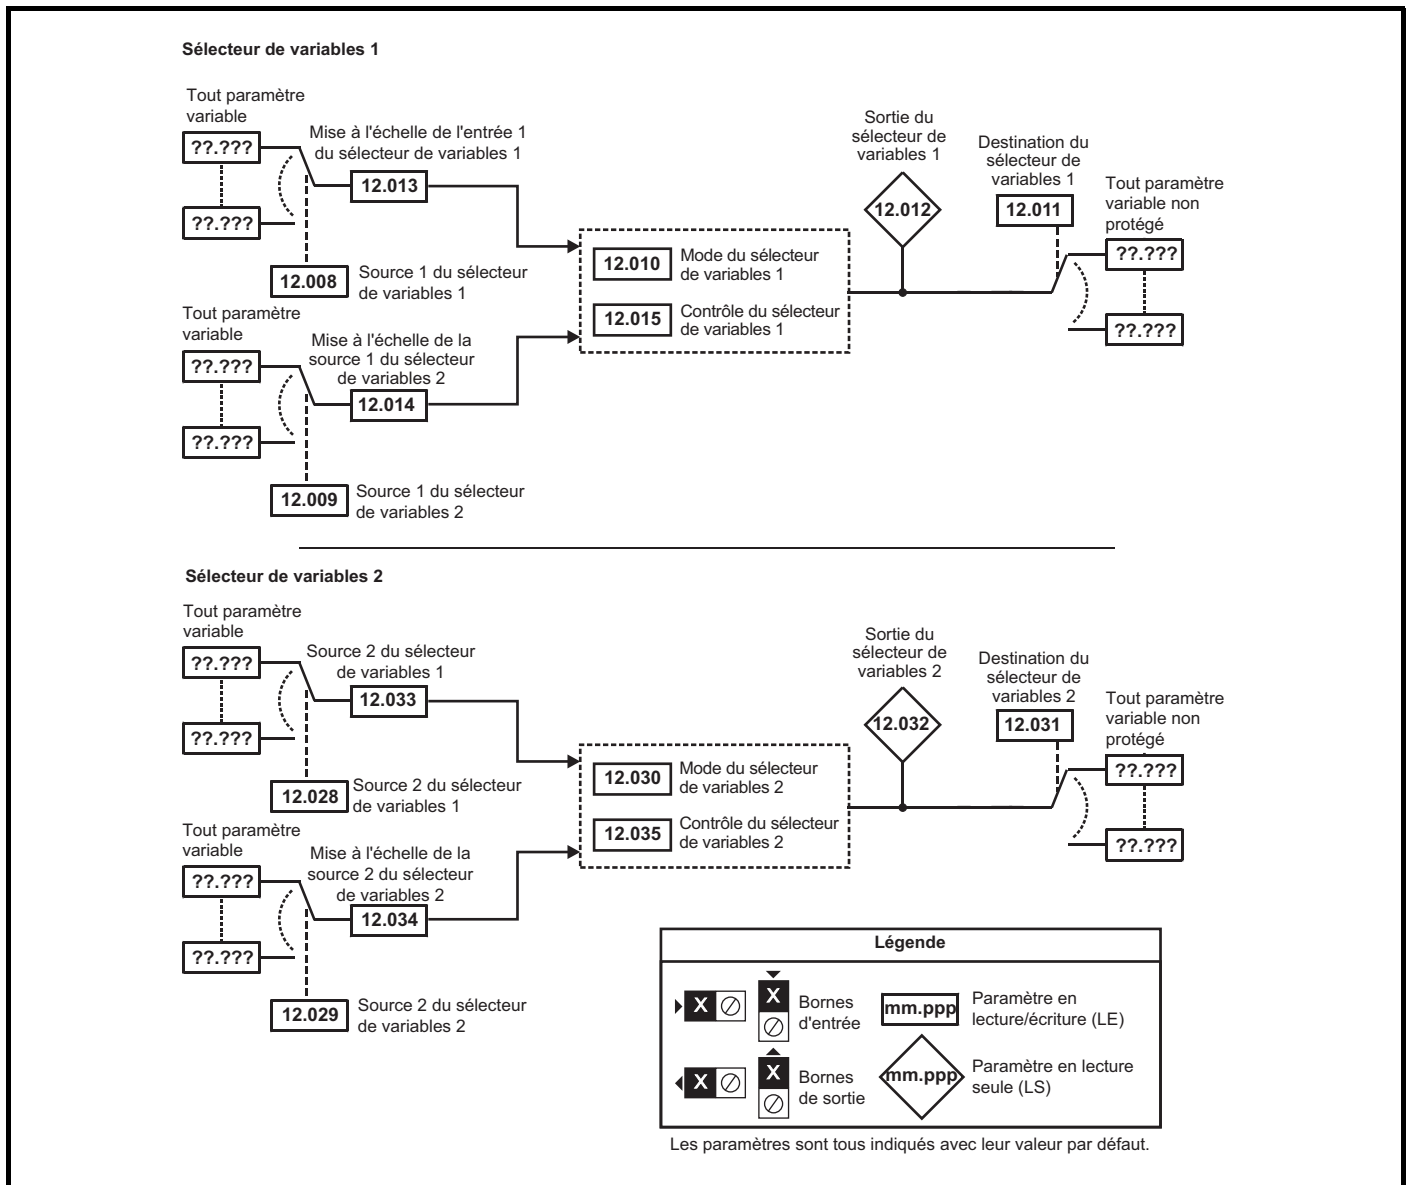 Sélecteur de variables 1
Tout paramètre
variable
??.???
??.???
Mise à l'échelle de l'entrée 1
du sélecteur de variables 1
12.013
12.008
Source 1 du sélecteur
de variables 1
Tout paramètre
variable
??.???
??.???
Mise à l'échelle de la
source 1 du sélecteur
de variables 2
12.014
12.009
Source 1 du sélecteur
de variables 2
12.010
Mode du sélecteur
de variables 1
12.015
Contrôle du sélecteur
de variables 1
Sortie du
sélecteur de
variables 1
12.012
Destination du
sélecteur de
variables 1
12.011
Tout paramètre
variable non
protégé
??.???
??.???
Sélecteur de variables 2
Tout paramètre
variable
??.???
??.???
Source 2 du sélecteur
de variables 1
12.033
12.028
Source 2 du sélecteur
de variables 1
Tout paramètre
variable
??.???
??.???
Mise à l'échelle de la
source 2 du sélecteur
de variables 2
12.034
12.029
Source 2 du sélecteur
de variables 2
12.030
Mode du sélecteur
de variables 2
12.035
Contrôle du sélecteur
de variables 2
Sortie du
sélecteur de
variables 2
12.032
Destination du
sélecteur de
variables 2
12.031
Tout paramètre
variable non
protégé
??.???
??.???
Légende
X
X
Bornes
d'entrée
mm.ppp
Paramètre en
lecture/écriture (LE)
X
X
Bornes
de sortie
mm.ppp
Paramètre en lecture
seule (LS)
Les paramètres sont tous indiqués avec leur valeur par défaut.